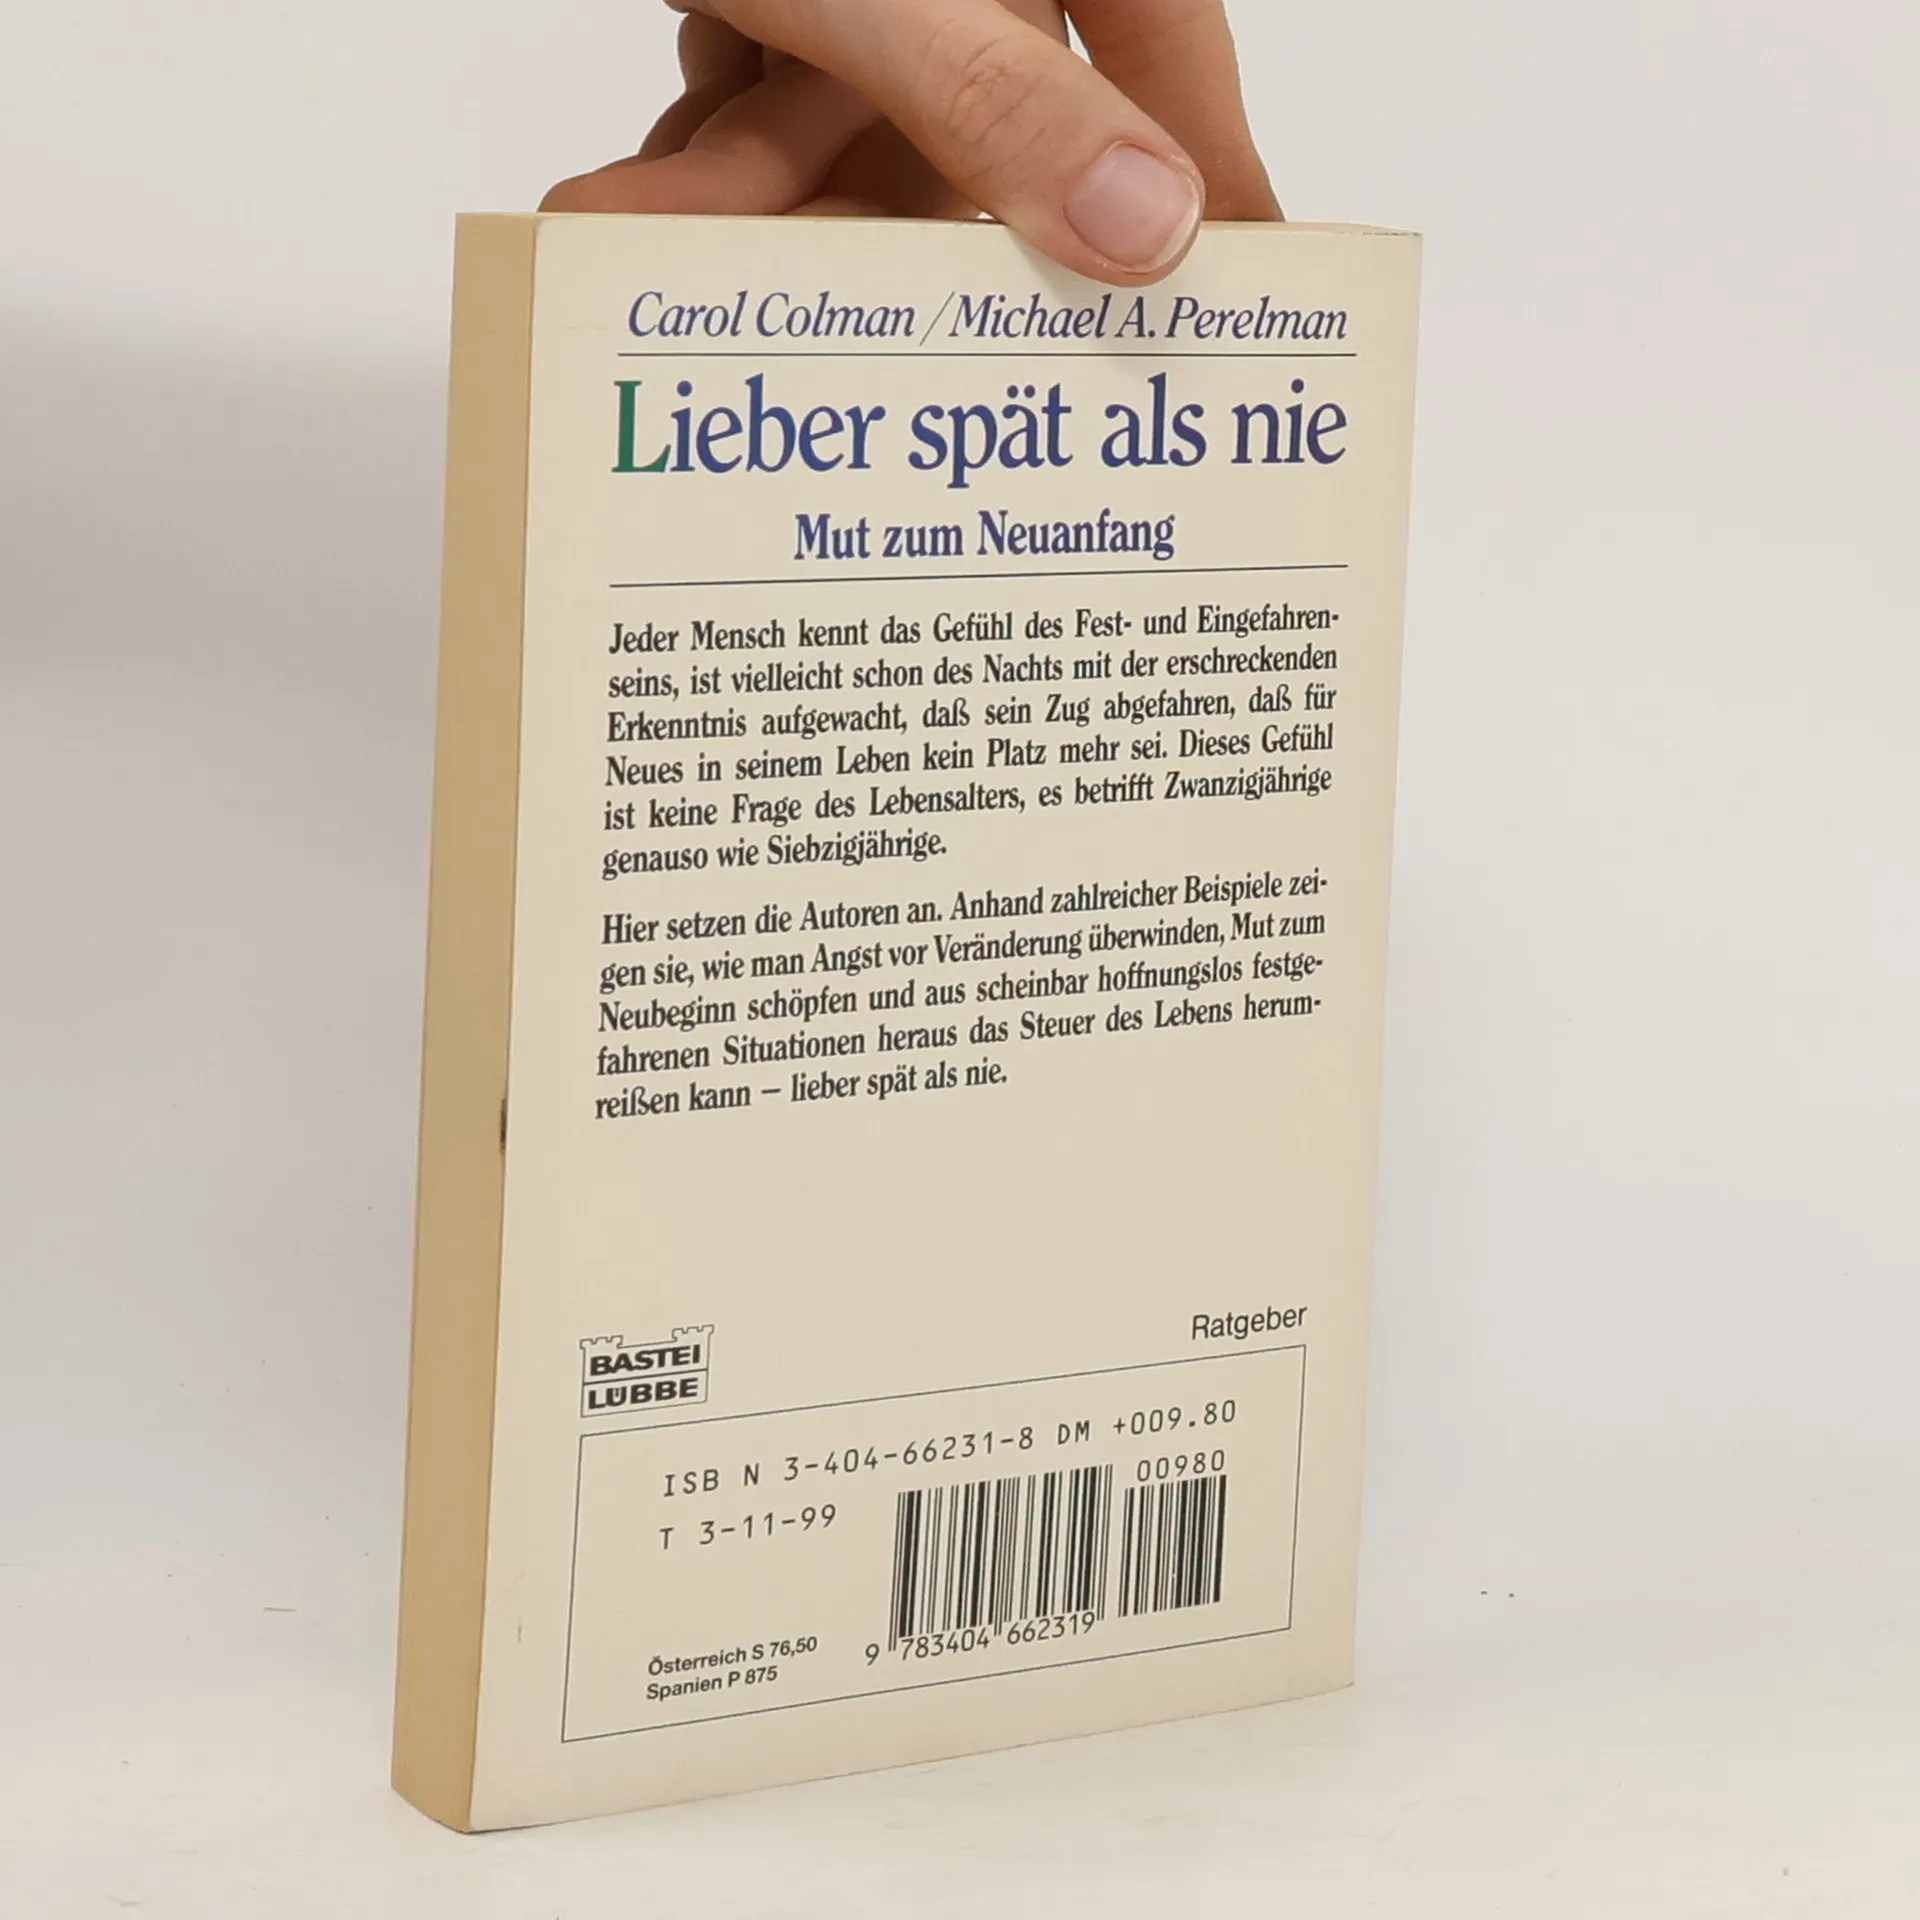 Carol Colman / Michael A. Perelman
Lieber spät als nie
Mut zum Neuanfang
Jeder Mensch kennt das Gefühl des Fest- und Eingefahren-
seins, ist vielleicht schon des Nachts mit der erschreckenden
Erkenntnis aufgewacht, daß sein Zug abgefahren, daß für
Neues in seinem Leben kein Platz mehr sei. Dieses Gefühl
ist keine Frage des Lebensalters, es betrifft Zwanzigjährige
genauso wie Siebzigjährige.
Hier setzen die Autoren an. Anhand zahlreicher Beispiele zei-
gen sie, wie man Angst vor Veränderung überwinden, Mut zum
Neubeginn schöpfen und aus scheinbar hoffnungslos festge-
fahrenen Situationen heraus das Steuer des Lebens herum-
reißen kann – lieber spät als nie.
BASTEI
LÜBBE
Ratgeber
ISB N 3-404-66231-8 DM +009.80
00980
T 3-11-99
9 783404 662319
Österreich S 76,50
Spanien P 875